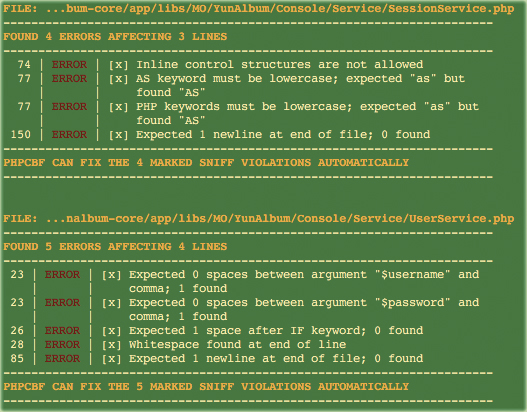 FILE: ...bum-core/app/libs/MO/YunAlbum/Console/Service/SessionService.php
----------------------------------------------------------------------
FOUND 4 ERRORS AFFECTING 3 LINES
----------------------------------------------------------------------
74 | ERROR | [x] Inline control structures are not allowed
77 | ERROR | [x] AS keyword must be lowercase; expected "as" but
| | found "AS"
77 | ERROR | [x] PHP keywords must be lowercase; expected "as" but
| | found "AS"
150 | ERROR | [x] Expected 1 newline at end of file; 0 found
----------------------------------------------------------------------
PHPCBF CAN FIX THE 4 MARKED SNIFF VIOLATIONS AUTOMATICALLY
----------------------------------------------------------------------
FILE: ...nalbum-core/app/libs/MO/YunAlbum/Console/Service/UserService.php
----------------------------------------------------------------------
FOUND 5 ERRORS AFFECTING 4 LINES
----------------------------------------------------------------------
23 | ERROR | [x] Expected 0 spaces between argument "$username" and
| | comma; 1 found
23 | ERROR | [x] Expected 0 spaces between argument "$password" and
| | comma; 1 found
26 | ERROR | [x] Expected 1 space after IF keyword; 0 found
28 | ERROR | [x] Whitespace found at end of line
85 | ERROR | [x] Expected 1 newline at end of file; 0 found
----------------------------------------------------------------------
PHPCBF CAN FIX THE 5 MARKED SNIFF VIOLATIONS AUTOMATICALLY
----------------------------------------------------------------------